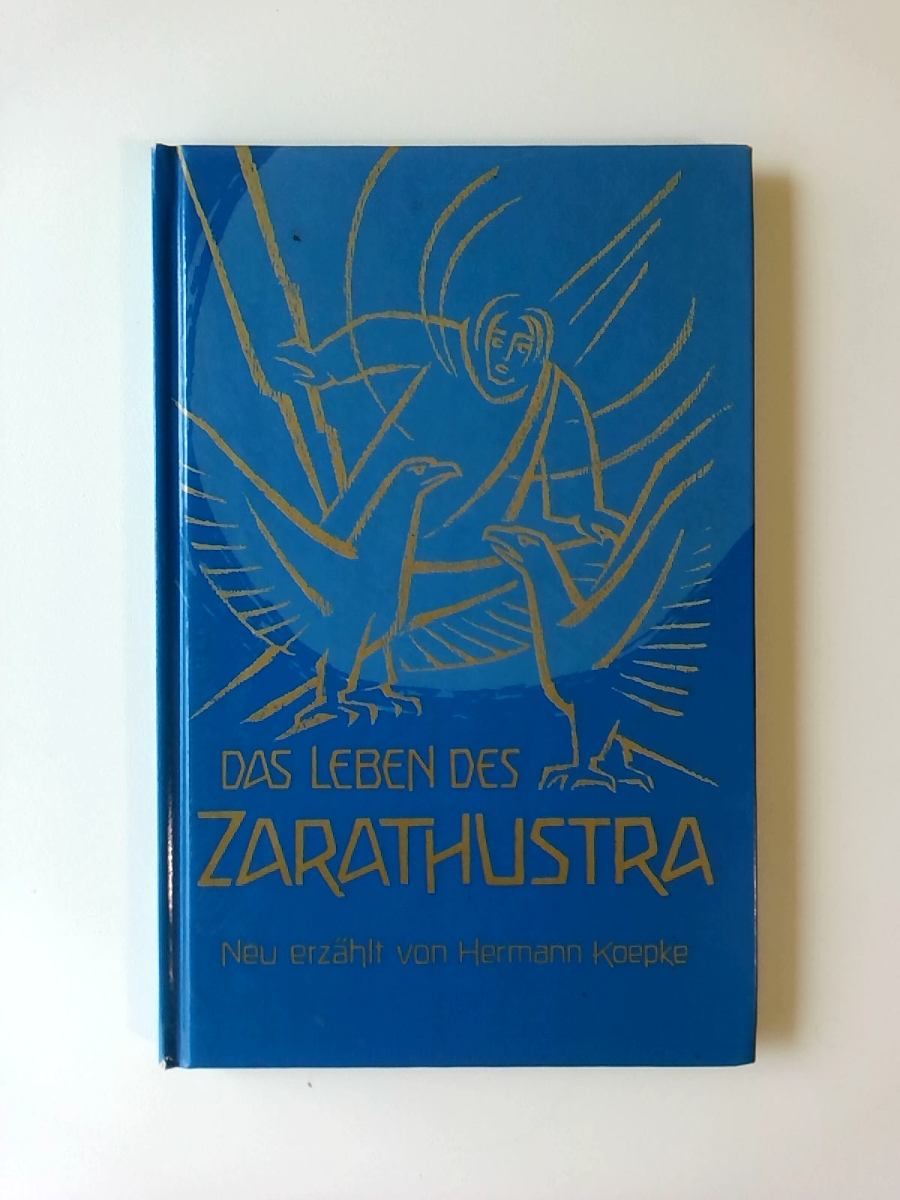 DAS LEBEN DES
ZARATHUSTRA
Neu erzählt von Hermann Koepke